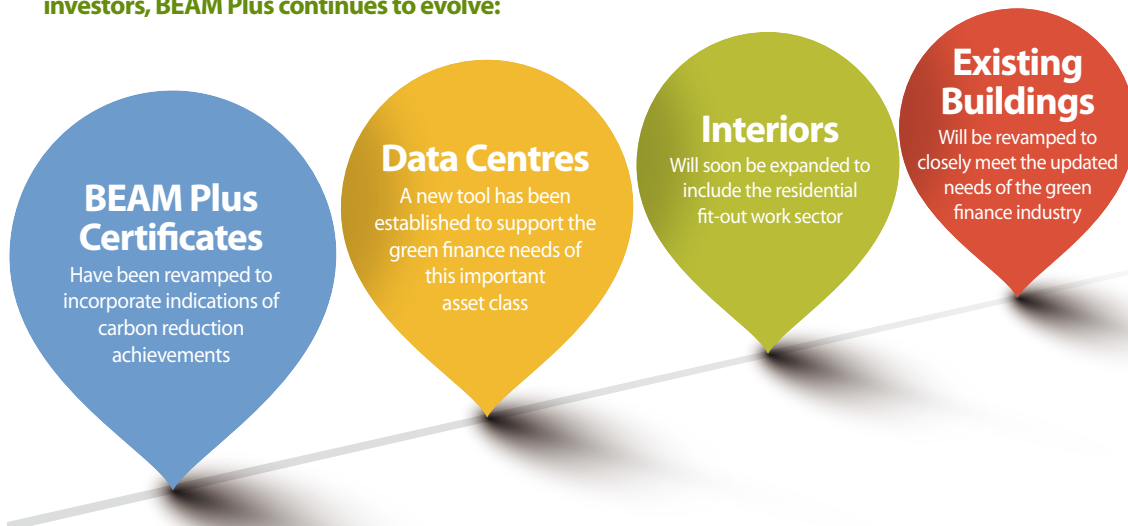 investors, BEAM Plus continues to evolve:
BEAM Plus
Certificates
Have been revamped to
incorporate indications of
carbon reduction
achievements
Data Centres
A new tool has been
established to support the
green finance needs of
this important
asset class
Interiors
Will soon be expanded to
include the residential
fit-out work sector
Existing
Buildings
Will be revamped to
closely meet the updated
needs of the green
finance industry